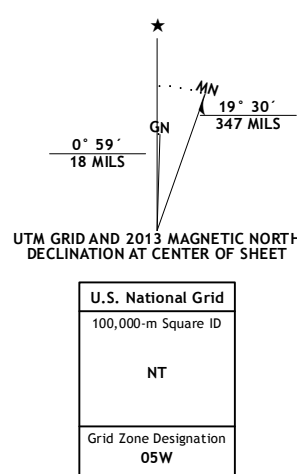 ★
MN
GN
19° 30´
347 MILS
0° 59´
18 MILS
UTM GRID AND 2013 MAGNETIC NORTH
DECLINATION AT CENTER OF SHEET
U.S. National Grid
100,000-m Square ID
NT
Grid Zone Designation
05W